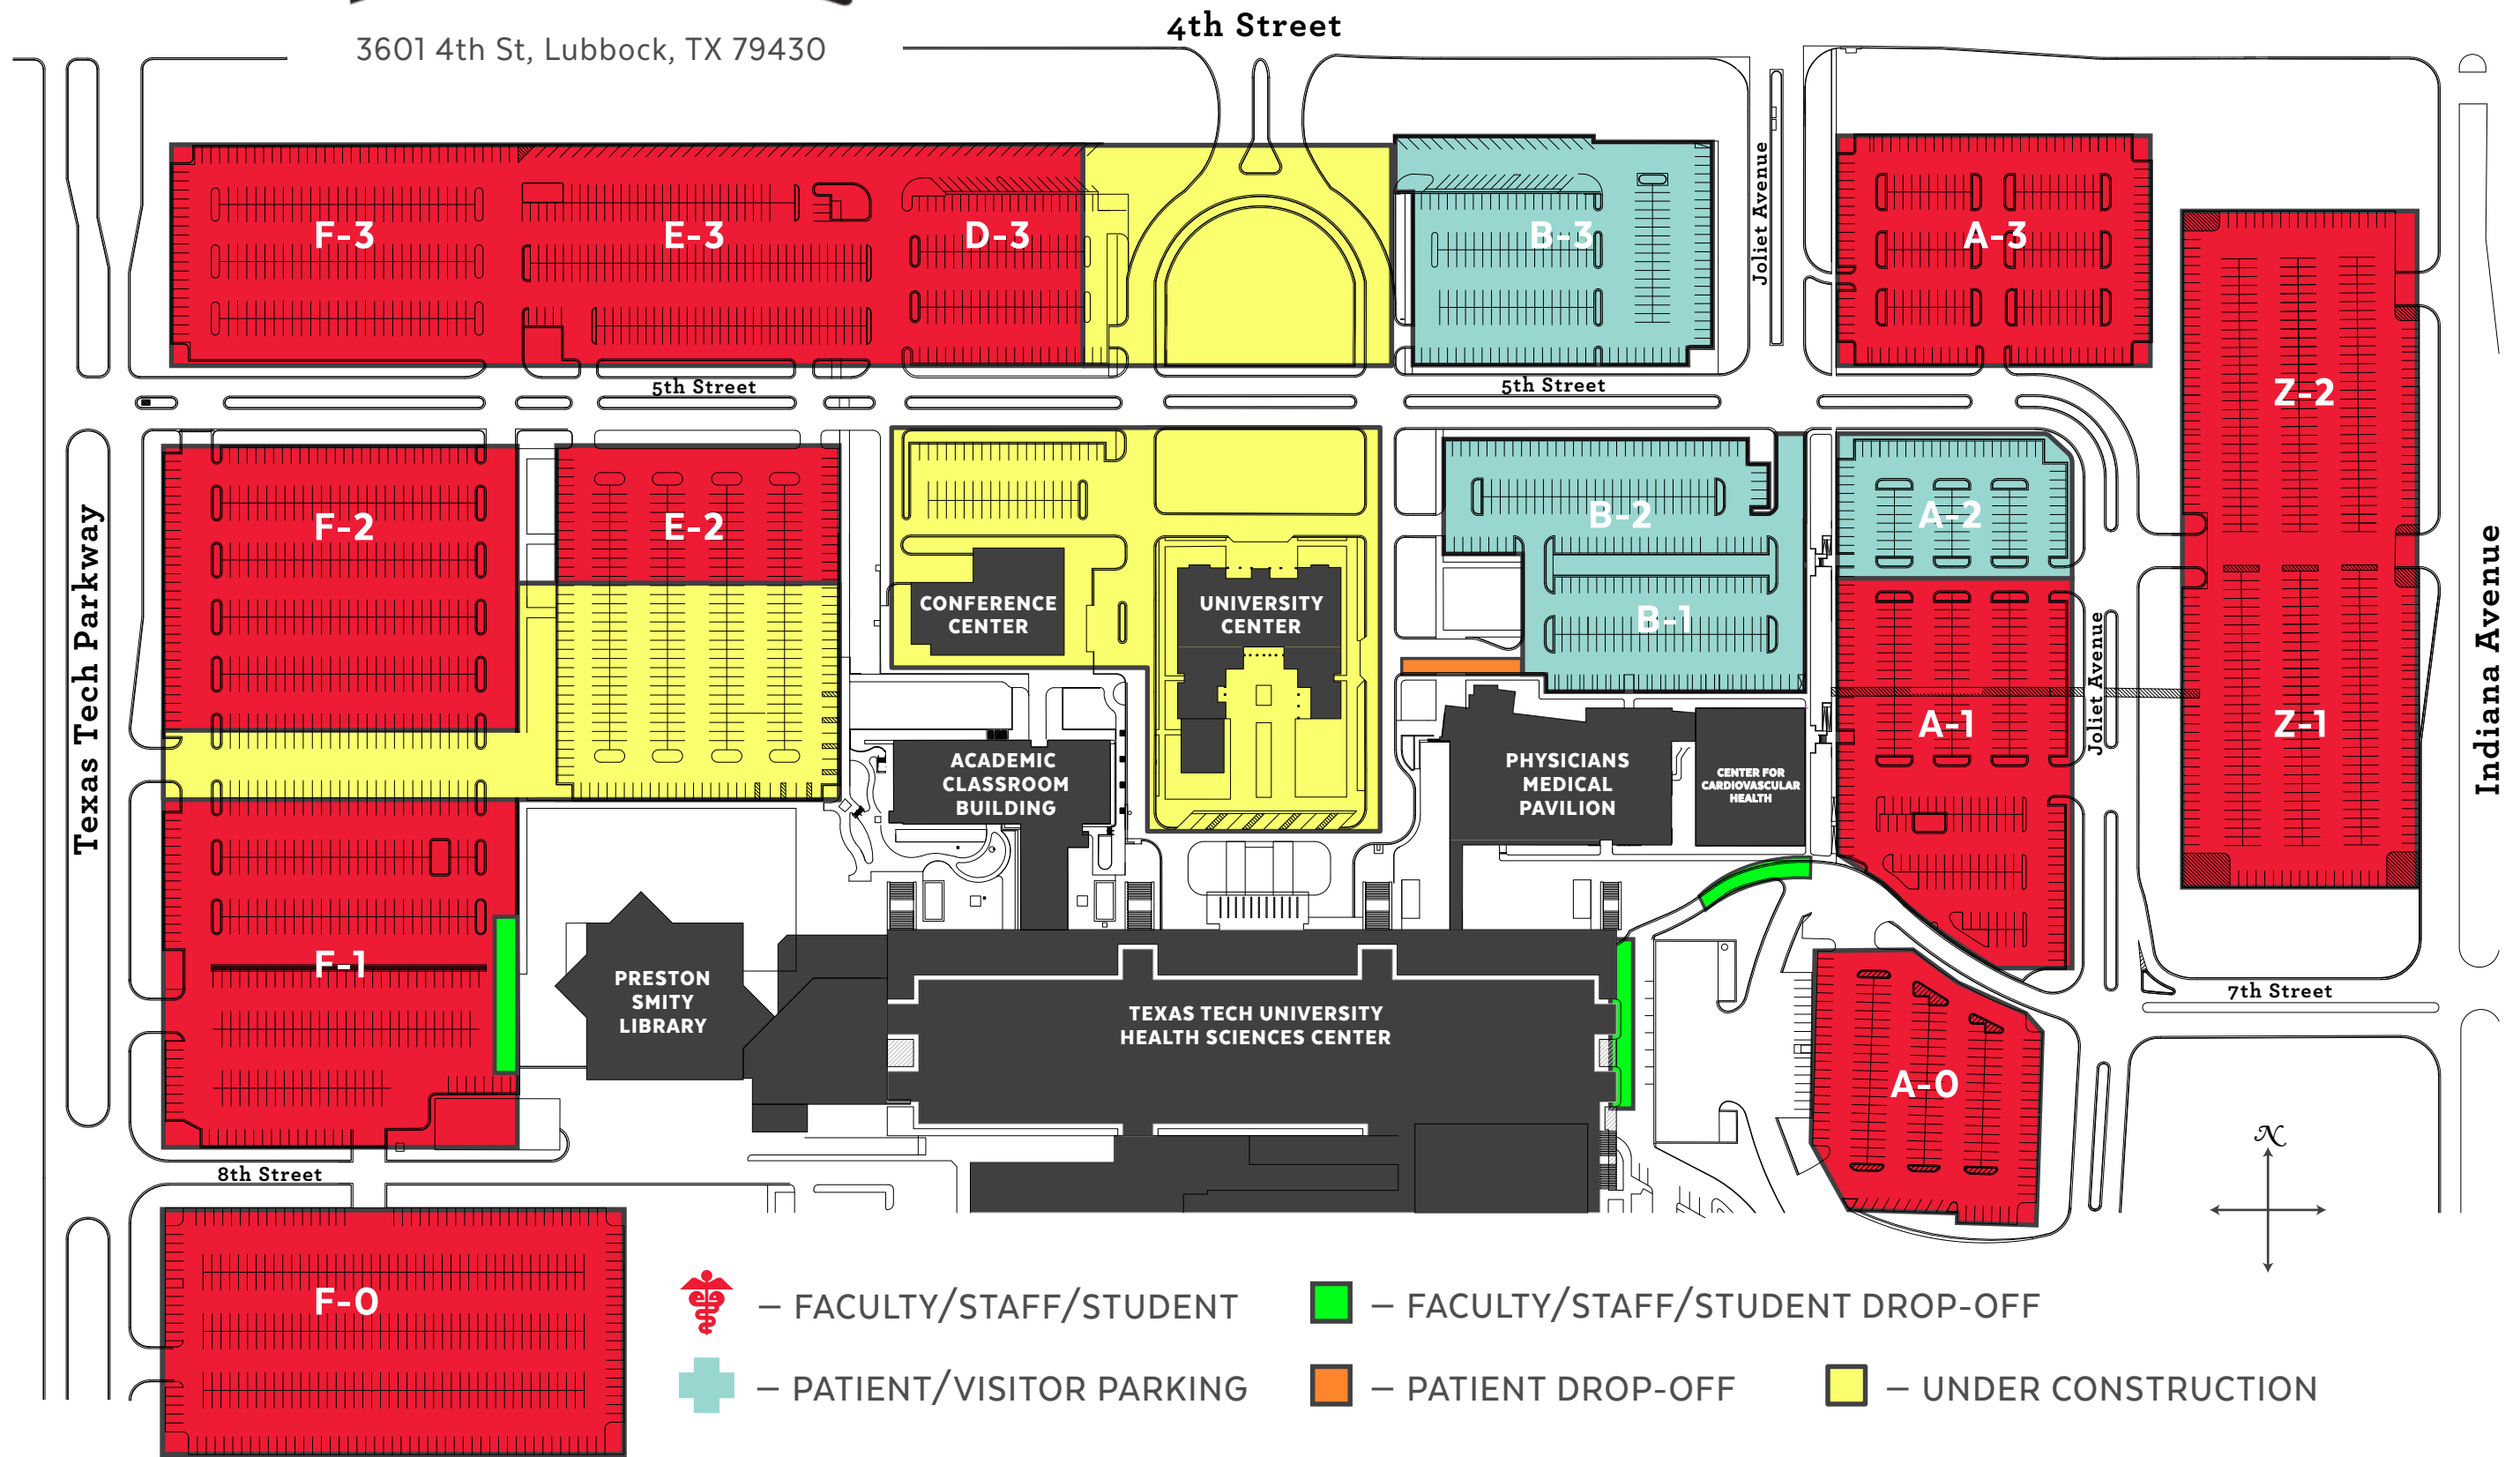 4th Street
3601 4th St, Lubbock, TX 79430
Joliet Avenue
F-3
E-3
D-3
B-3
A-3
Z-2
5th Street
5th Street
Texas Tech Parkway
F-2
E-2
B-2
A-2
Indiana Avenue
CONFERENCE
CENTER
UNIVERSITY
CENTER
B-1
Joliet Avenue
A-1
Z-1
ACADEMIC
CLASSROOM
BUILDING
PHYSICIANS
MEDICAL
PAVILION
CENTER FOR
CARDIOVASCULAR
HEALTH
F-1
PRESTON
SMITY
LIBRARY
TEXAS TECH UNIVERSITY
HEALTH SCIENCES CENTER
7th Street
A-0
N
8th Street
F-0
– FACULTY/STAFF/STUDENT
– FACULTY/STAFF/STUDENT DROP-OFF
– PATIENT/VISITOR PARKING
– PATIENT DROP-OFF
– UNDER CONSTRUCTION